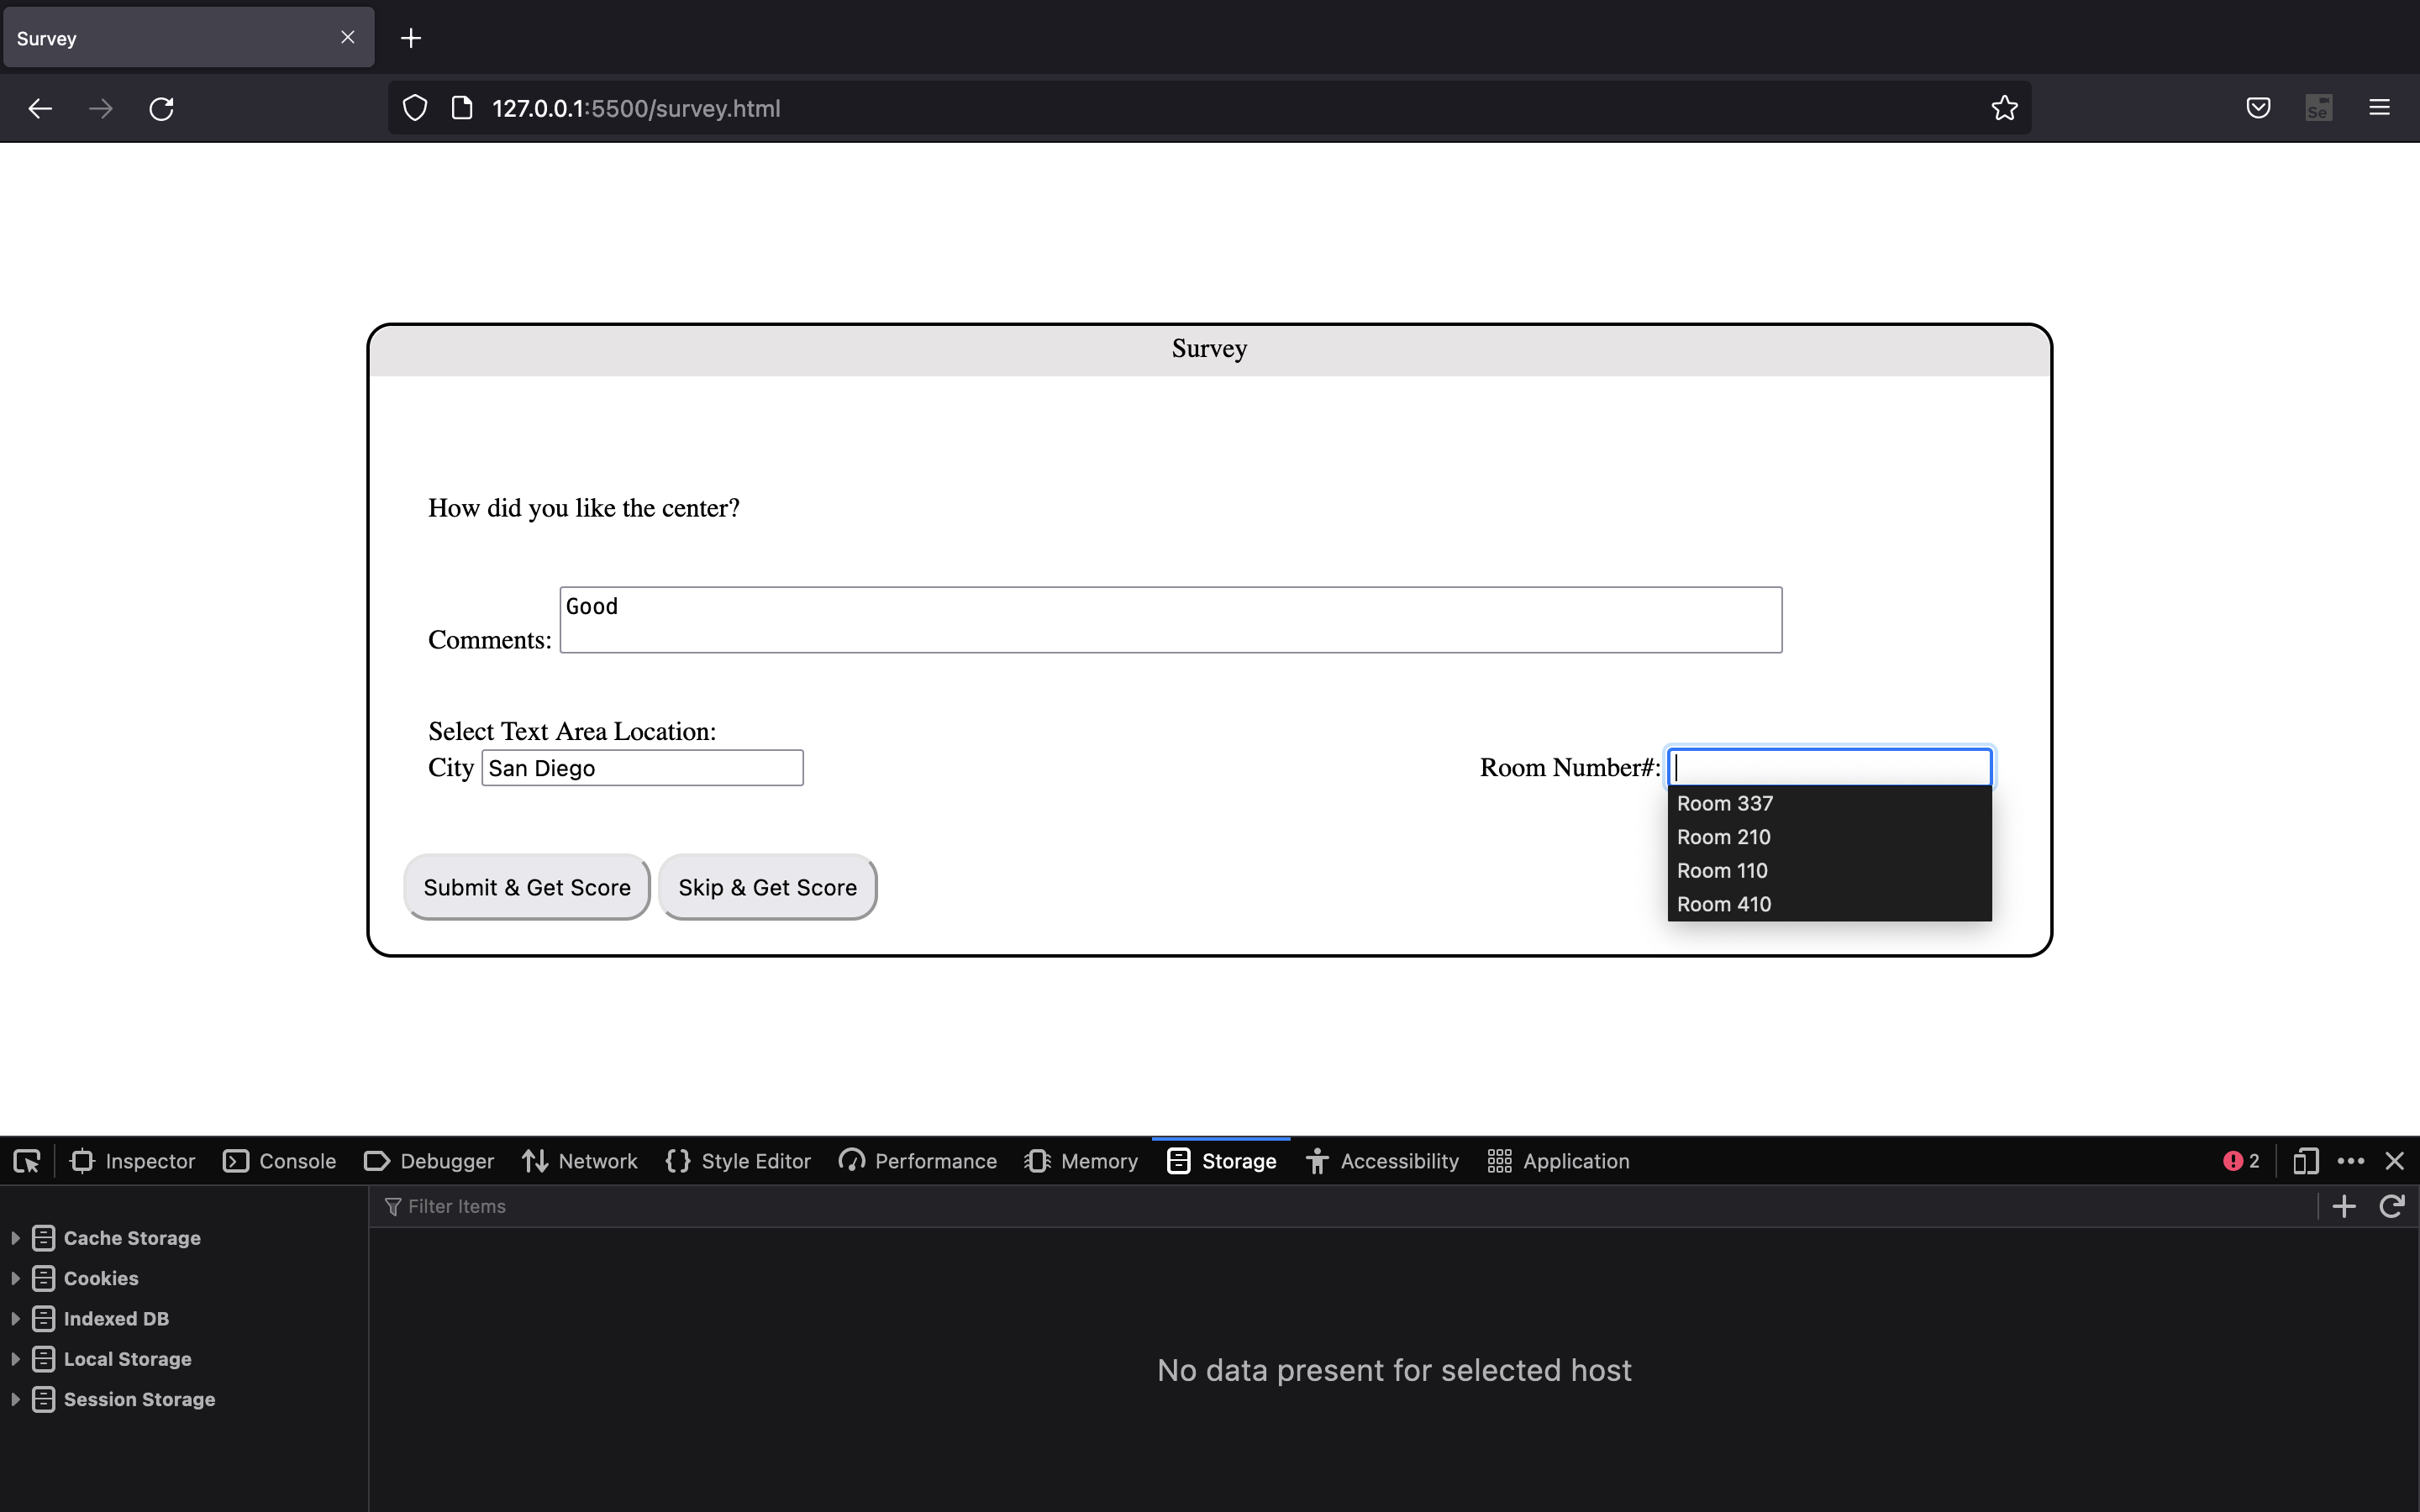 Survey
127.0.0.1:5500/survey.html
Se
Survey
How did you like the center?
Comments: Good
Select Text Area Location:
City San Diego Room Number#:
Room 337
Room 210
Room 110
Room 410
Submit & Get Score Skip & Get Score
Inspector Console Debugger Network Style Editor Performance Memory Storage Accessibility Application 2
Filter Items
Cache Storage
Cookies
Indexed DB
Local Storage
Session Storage
No data present for selected host